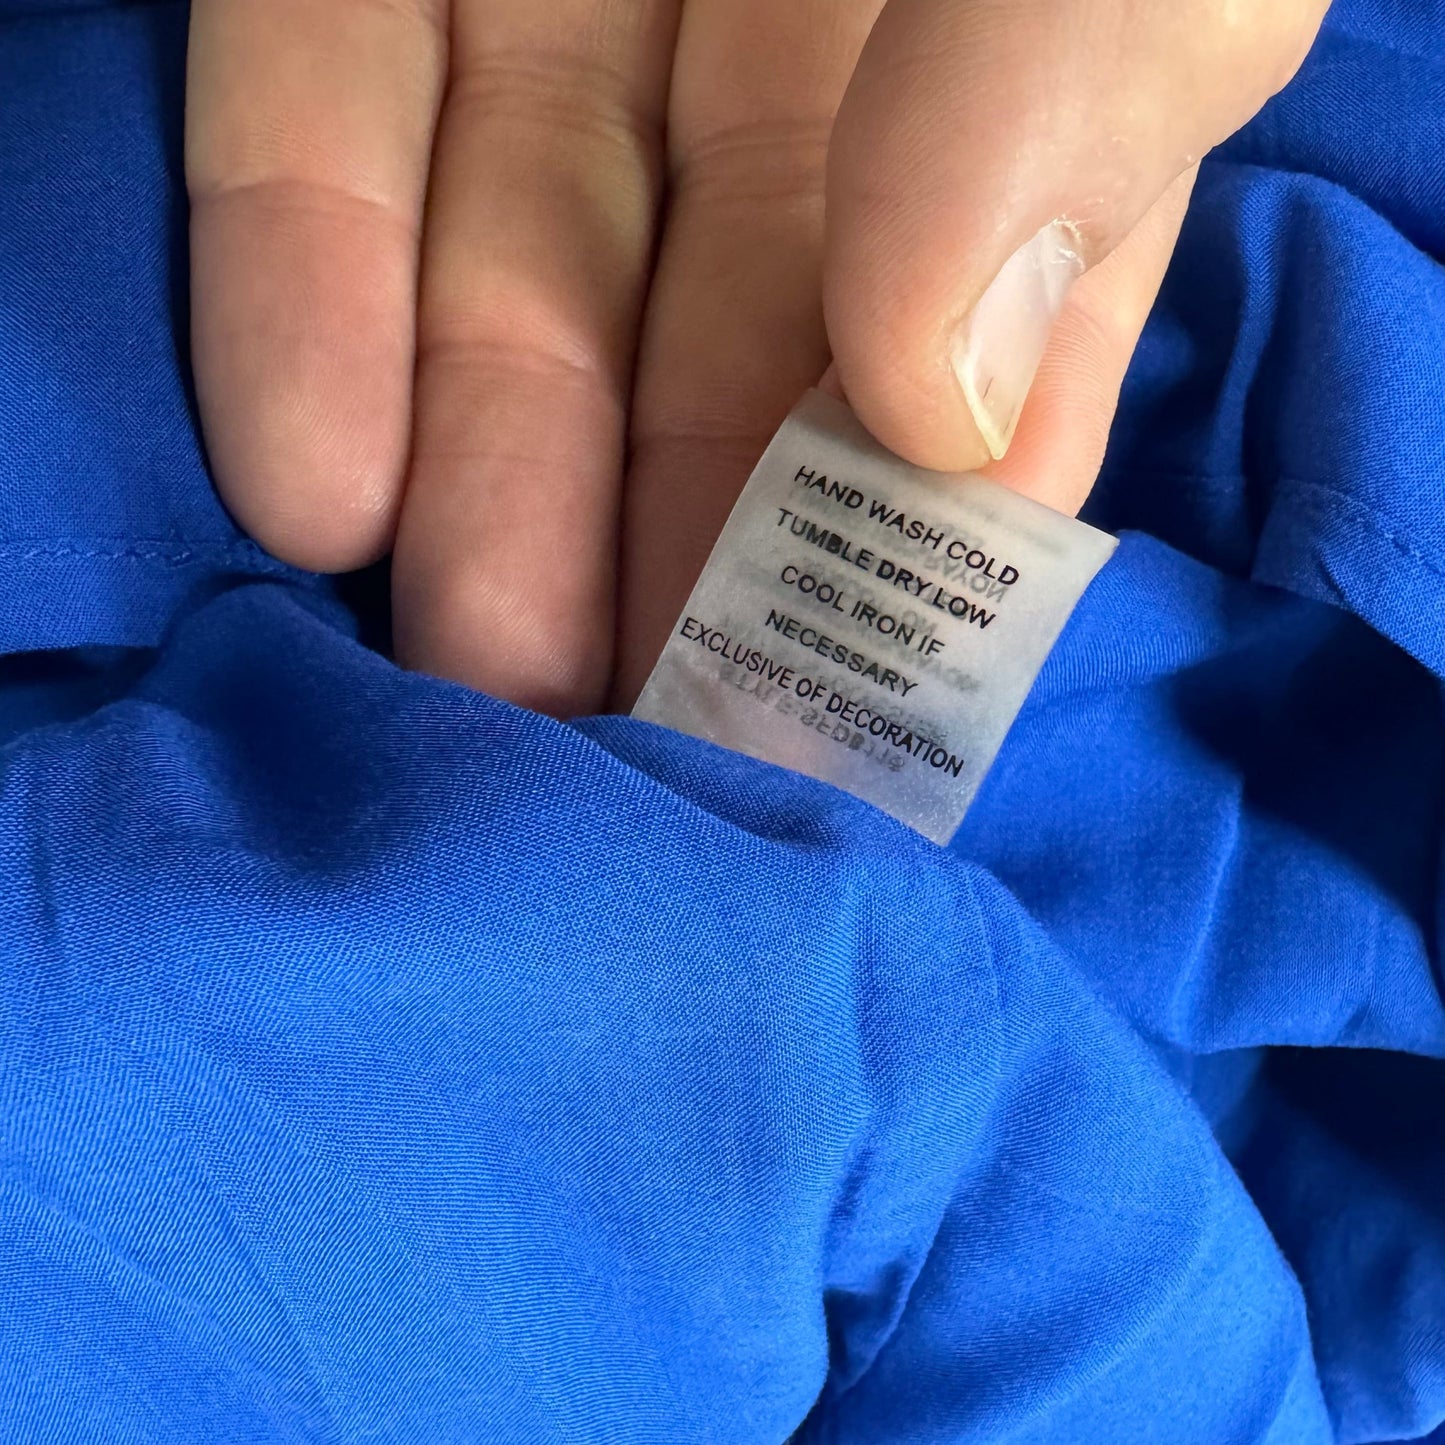 HAND WASH COLD
TUMBLE DRY LOW
COOL IRON IF
NECESSARY
EXCLUSIVE OF DECORATION